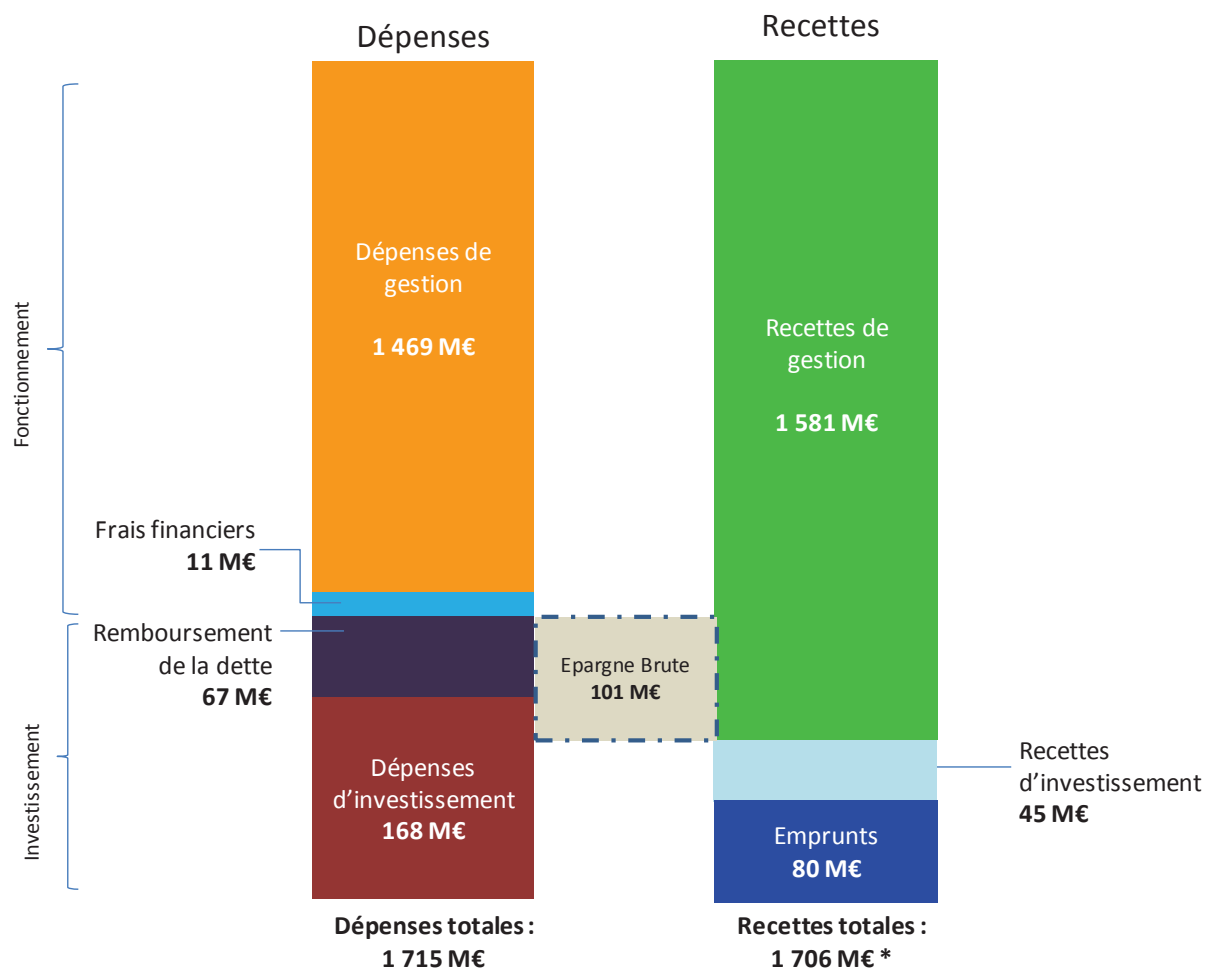 Dépenses
Recettes
Fonctionnement
Dépenses de
gestion
1 469 M€
Recettes de
gestion
1 581 M€
Frais financiers
11 M€
Remboursement
de la dette
67 M€
Epargne Brute
101 M€
Investissement
Dépenses
d’investissement
168 M€
Recettes
d’investissement
45 M€
Emprunts
80 M€
Dépenses totales :
1 715 M€
Recettes totales :
1 706 M€ *